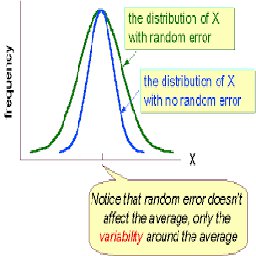 the distribution of X
with random error
the distribution of X
with no random error
frequency
X
Notice that random error doesn't
affect the average, only the
variability around the average